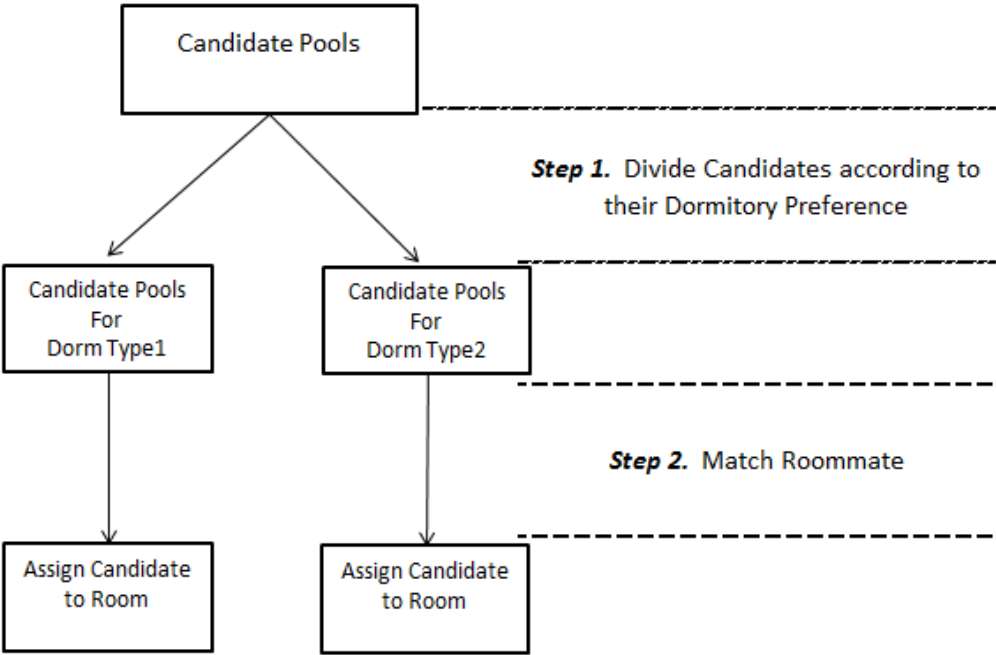 Candidate Pools
Step 1. Divide Candidates according to
their Dormitory Preference
Candidate Pools
For
Dorm Type1
Candidate Pools
For
Dorm Type2
Step 2. Match Roommate
Assign Candidate
to Room
Assign Candidate
to Room